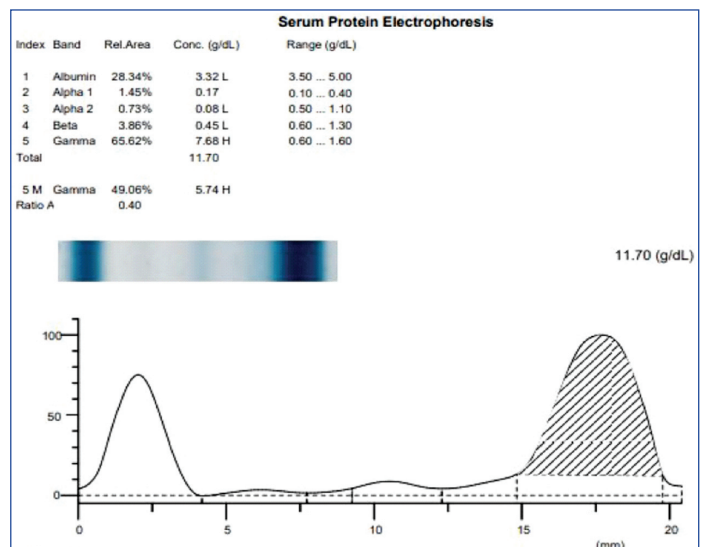 Serum Protein Electrophoresis
Index Band Rel.Area Conc. (g/dL) Range (g/dL)
1 Albumin 28.34% 3.32 L 3.50 ... 5.00
2 Alpha 1 1.45% 0.17 0.10 ... 0.40
3 Alpha 2 0.73% 0.08 L 0.50 ... 1.10
4 Beta 3.86% 0.45 L 0.60 ... 1.30
5 Gamma 65.62% 7.68 H 0.60 ... 1.60
Total 11.70
5 M Gamma 49.06% 5.74 H
Ratio A 0.40
11.70 (g/dL)
100
50
0
0 5 10 15 20
(mm)